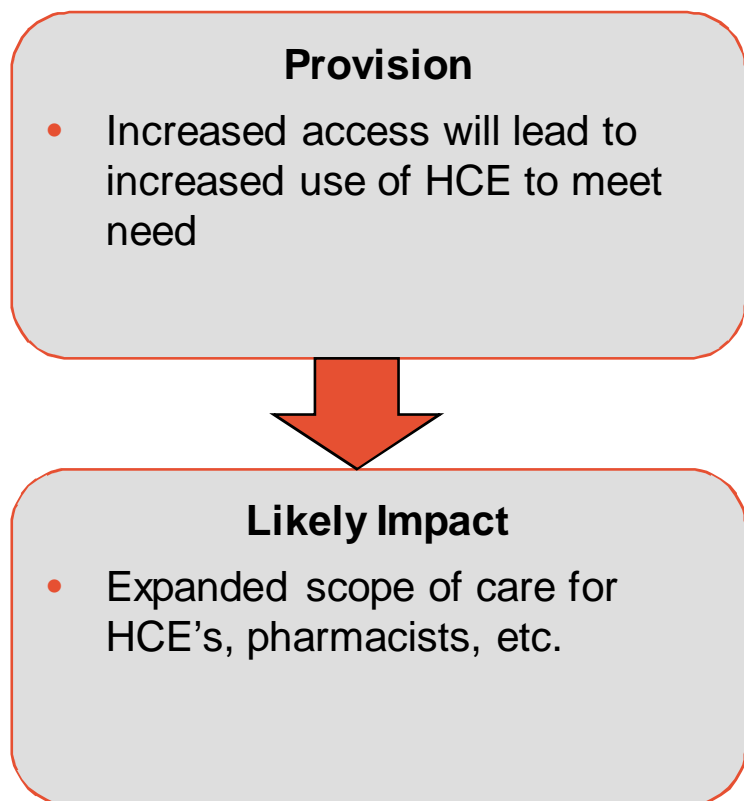 Provision
• Increased access will lead to
increased use of HCE to meet
need
Likely Impact
• Expanded scope of care for
HCE’s, pharmacists, etc.